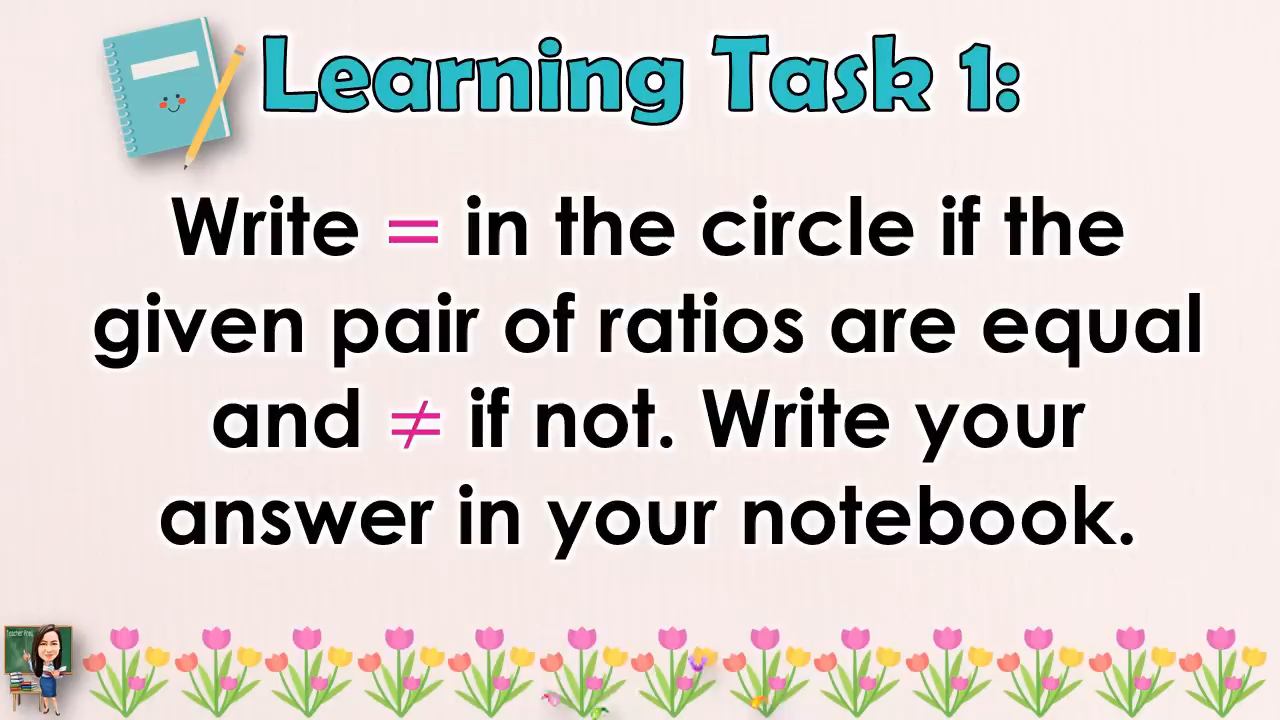 Learning Task 1:
Write = in the circle if the
given pair of ratios are equal
and ≠ if not. Write your
answer in your notebook.